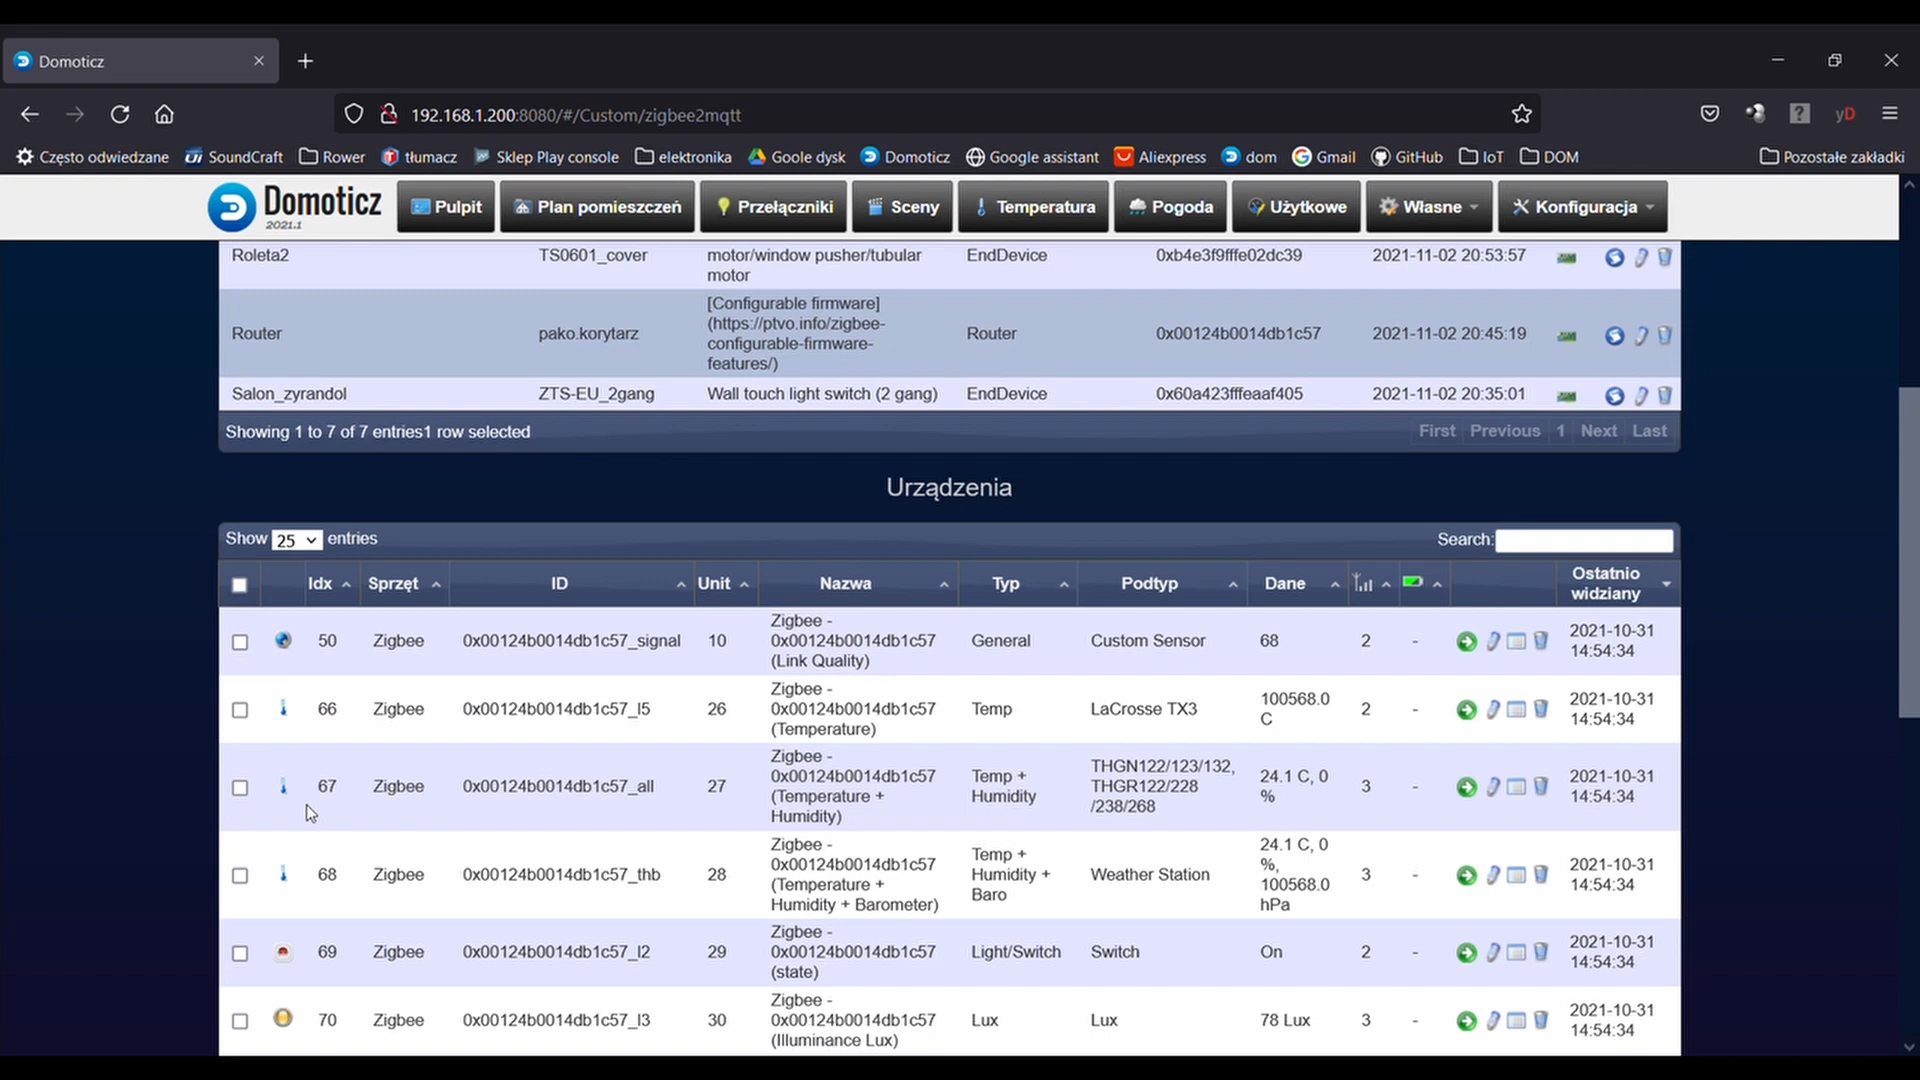 Domoticz
192.168.1.200:8080/#/Custom/zigbee2mqtt
Często odwiedzane SoundCraft Rower tłumacz Sklep Play console elektronika Goole dysk Domoticz Google assistant Aliexpress dom Gmail GitHub IoT DOM Pozostałe zakładki
Domoticz
2021.1
Pulpit Plan pomieszczeń Przełączniki Sceny Temperatura Pogoda Użytkowe Własne Konfiguracja
Roleta2 TS0601_cover motor/window pusher/tubular EndDevice 0xb4e3f9fffe02dc39 2021-11-02 20:53:57
motor
[Configurable firmware]
(https://ptvo.info/zigbee-
Router pako.korytarz configurable-firmware- Router 0x00124b0014db1c57 2021-11-02 20:45:19
features/)
Salon_zyrandol ZTS-EU_2gang Wall touch light switch (2 gang) EndDevice 0x60a423fffeaaf405 2021-11-02 20:35:01
Showing 1 to 7 of 7 entries1 row selected First Previous 1 Next Last
Urządzenia
Show 25 entries Search:
Idx Sprzęt ID Unit Nazwa Typ Podtyp Dane Ostatnio
widziany
Zigbee -
50 Zigbee 0x00124b0014db1c57_signal 10 0x00124b0014db1c57 General Custom Sensor 68 2 - 2021-10-31
(Link Quality) 14:54:34
Zigbee -
66 Zigbee 0x00124b0014db1c57_l5 26 0x00124b0014db1c57 Temp LaCrosse TX3 100568.0 2 - 2021-10-31
(Temperature) C 14:54:34
Zigbee -
67 Zigbee 0x00124b0014db1c57_all 27 0x00124b0014db1c57 Temp + THGN122/123/132, 24.1 C, 0 3 - 2021-10-31
(Temperature + Humidity THGR122/228 % 14:54:34
Humidity) /238/268
Zigbee - 24.1 C, 0
68 Zigbee 0x00124b0014db1c57_thb 28 0x00124b0014db1c57 Temp + Weather Station %, 3 - 2021-10-31
(Temperature + Humidity + 100568.0 14:54:34
Humidity + Barometer) Baro hPa
Zigbee -
69 Zigbee 0x00124b0014db1c57_l2 29 0x00124b0014db1c57 Light/Switch Switch On 2 - 2021-10-31
(state) 14:54:34
Zigbee -
70 Zigbee 0x00124b0014db1c57_l3 30 0x00124b0014db1c57 Lux Lux 78 Lux 3 - 2021-10-31
(Illuminance Lux) 14:54:34